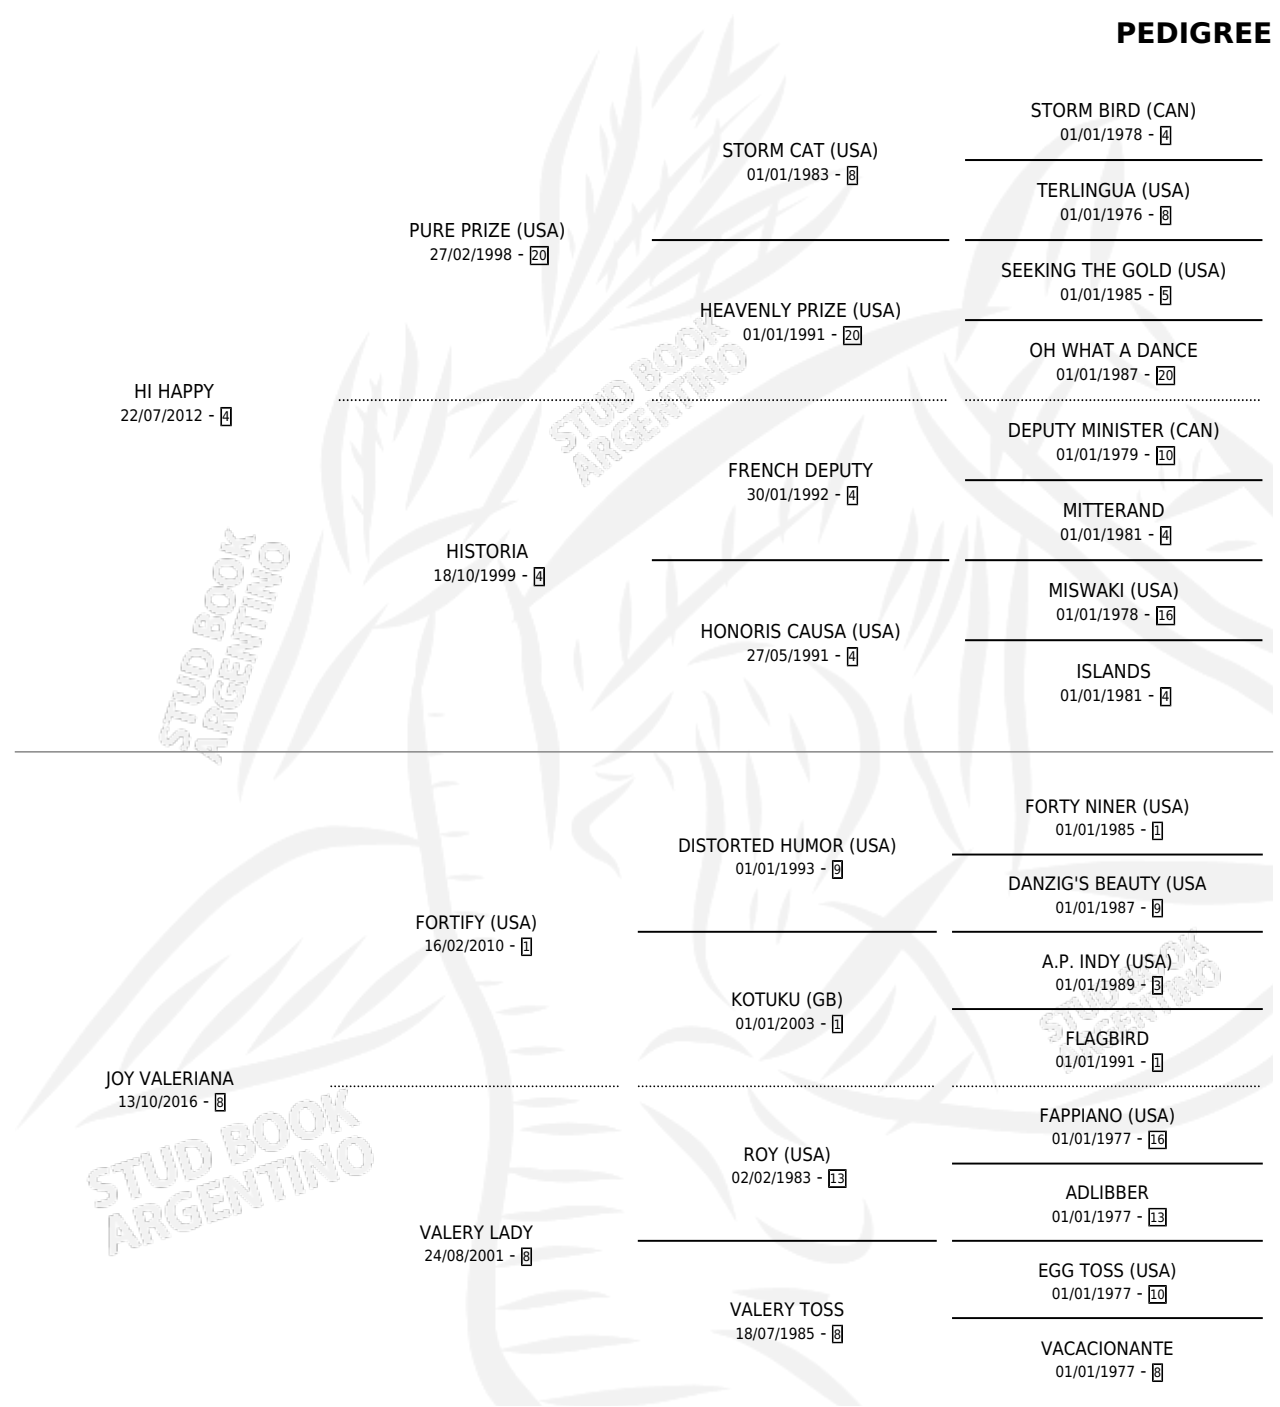 PEDIGREE
STORM BIRD (CAN)
01/01/1978 - 4
STORM CAT (USA)
01/01/1983 - 8
TERLINGUA (USA)
01/01/1976 - 8
PURE PRIZE (USA)
27/02/1998 - 20
SEEKING THE GOLD (USA)
01/01/1985 - 5
HEAVENLY PRIZE (USA)
01/01/1991 - 20
OH WHAT A DANCE
01/01/1987 - 20
HI HAPPY
22/07/2012 - 4
DEPUTY MINISTER (CAN)
01/01/1979 - 10
FRENCH DEPUTY
30/01/1992 - 4
MITTERAND
01/01/1981 - 4
HISTORIA
18/10/1999 - 4
MISWAKI (USA)
01/01/1978 - 16
HONORIS CAUSA (USA)
27/05/1991 - 4
ISLANDS
01/01/1981 - 4
STUD BOOK
ARGENTINO
STUD BOOK
ARGENTINO
FORTY NINER (USA)
01/01/1985 - 1
DISTORTED HUMOR (USA)
01/01/1993 - 9
DANZIG'S BEAUTY (USA
01/01/1987 - 9
FORTIFY (USA)
16/02/2010 - 1
A.P. INDY (USA)
01/01/1989 - 3
KOTUKU (GB)
01/01/2003 - 1
FLAGBIRD
01/01/1991 - 1
JOY VALERIANA
13/10/2016 - 8
FAPPIANO (USA)
01/01/1977 - 16
ROY (USA)
02/02/1983 - 13
ADLIBBER
01/01/1977 - 13
VALERY LADY
24/08/2001 - 8
EGG TOSS (USA)
01/01/1977 - 10
VALERY TOSS
18/07/1985 - 8
VACACIONANTE
01/01/1977 - 8
STUD BOOK
ARGENTINO
STUD BOOK
ARGENTINO